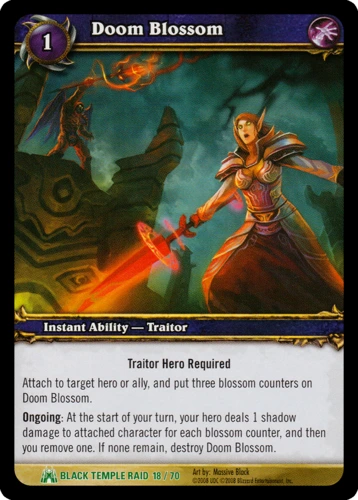 1 Doom Blossom
Instant Ability — Traitor
Traitor Hero Required
Attach to target hero or ally, and put three blossom counters on
Doom Blossom.
Ongoing: At the start of your turn, your hero deals 1 shadow
damage to attached character for each blossom counter, and then
you remove one. If none remain, destroy Doom Blossom.
BLACK TEMPLE RAID 18 / 70
Art by: Massive Black
©2008 UDC. ©2008 Blizzard Entertainment, Inc.